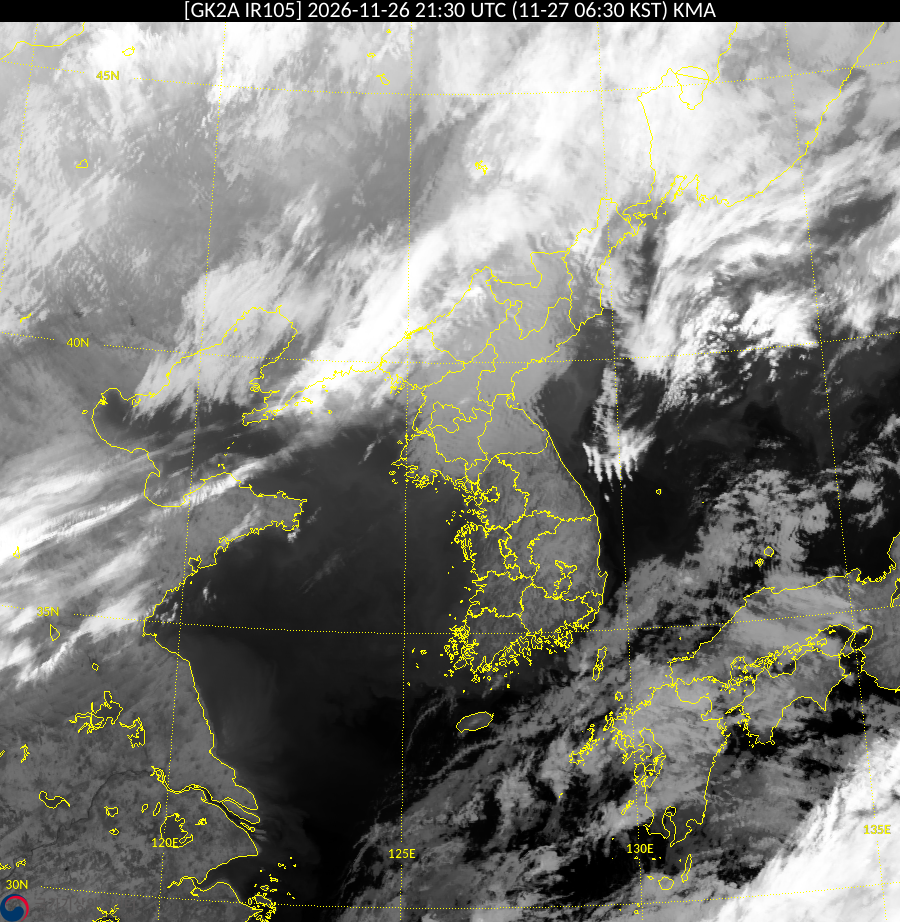 [GK2A IR105] 2026-11-26 21:30 UTC (11-27 06:30 KST) KMA
45N
40N
35N
135E
120E
125E
130E
30N